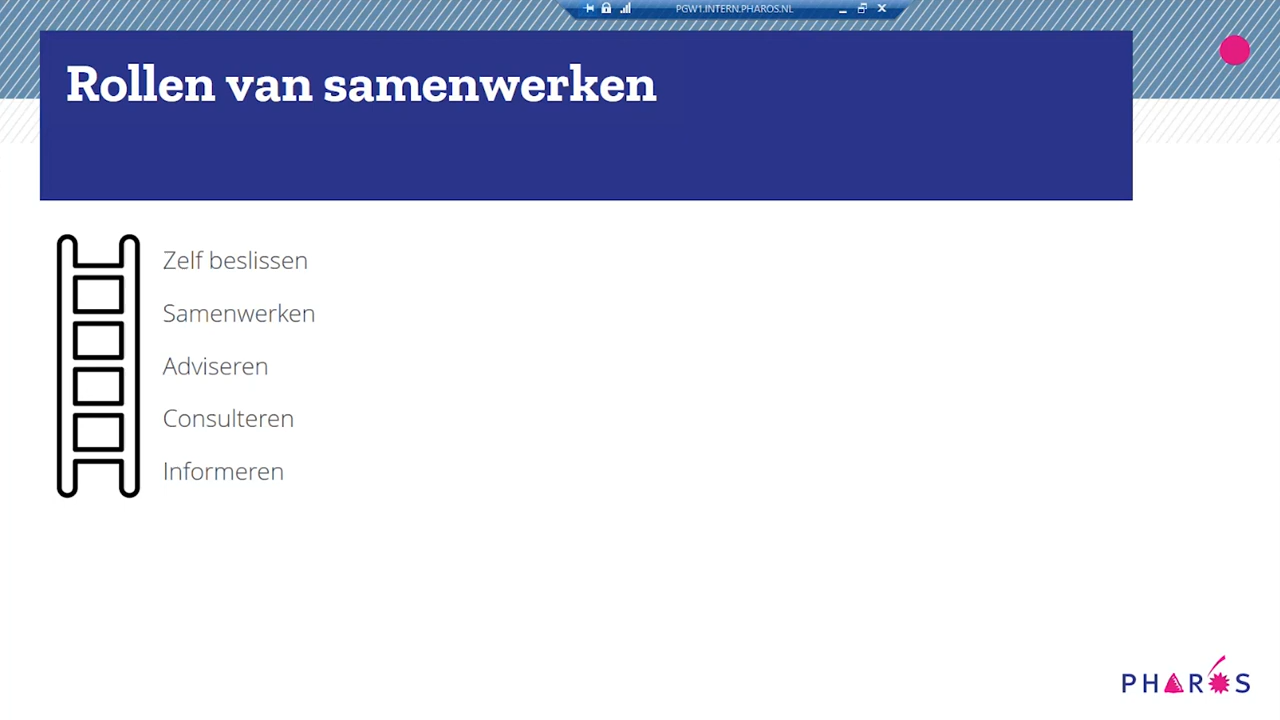 PGW1.INTERN.PHAROS.NL
Rollen van samenwerken
Zelf beslissen
Samenwerken
Adviseren
Consulteren
Informeren
PHAROS